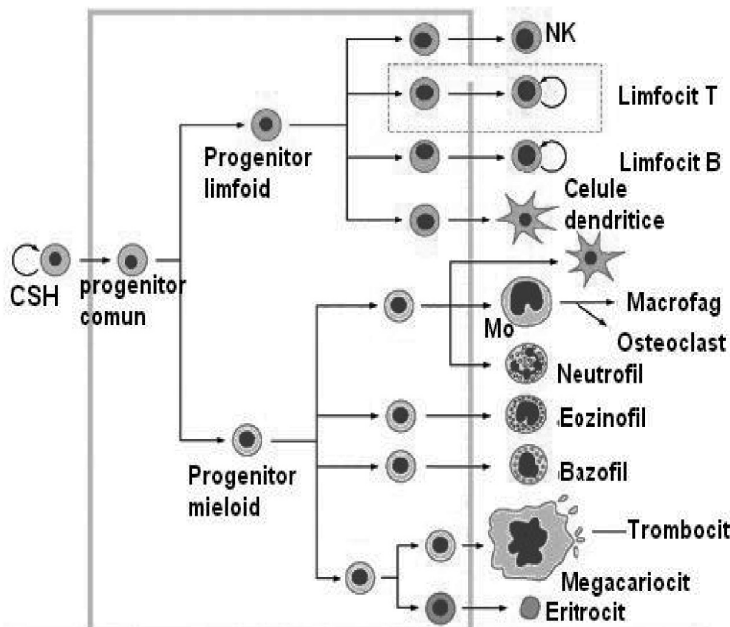 NK
Limfocit T
Progenitor
limfoid
Limfocit B
Celule
dendritice
CSH
progenitor
comun
Mo
Macrofag
Osteoclast
Neutrofil
Eozinofil
Progenitor
mieloid
Bazofil
Trombocit
Megacariocit
Eritrocit